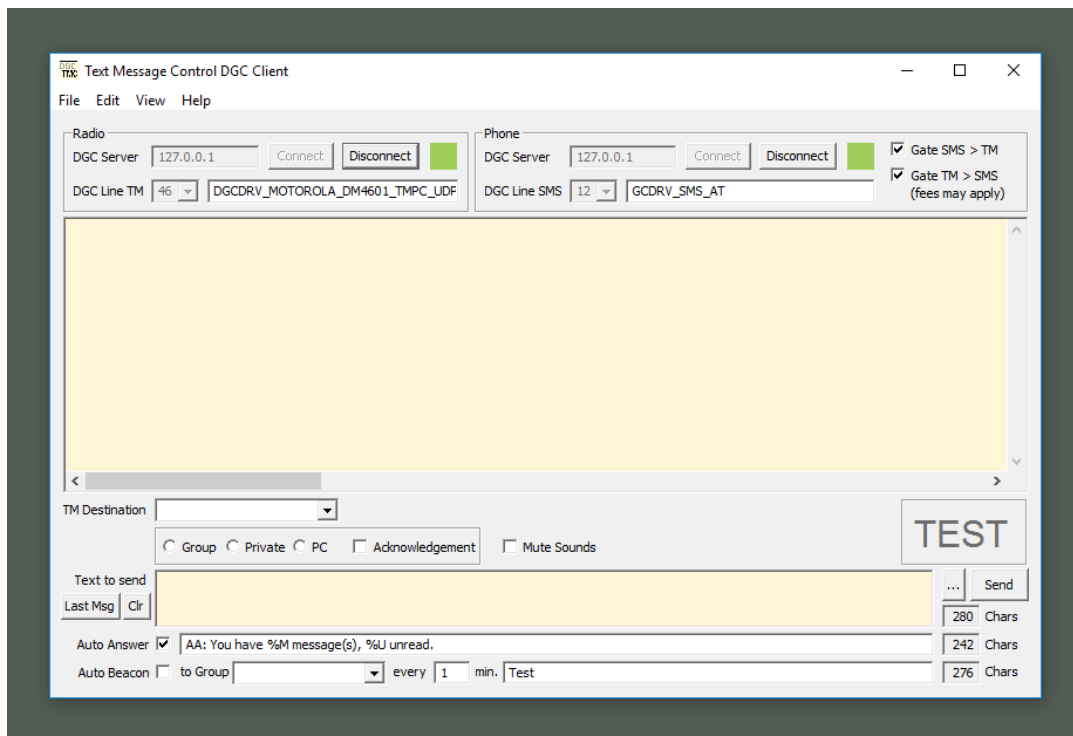 DGC
TMC Text Message Control DGC Client
File Edit View Help
Radio
DGC Server 127.0.0.1 Connect Disconnect
DGC Line TM 46 DGCDRV_MOTOROLA_DM4601_TMPC_UDP
Phone
DGC Server 127.0.0.1 Connect Disconnect
DGC Line SMS 12 GCDRV_SMS_AT
Gate SMS > TM
Gate TM > SMS
(fees may apply)
TM Destination
TEST
Group Private PC Acknowledgement Mute Sounds
Text to send
... Send
Last Msg Clr
280 Chars
Auto Answer AA: You have %M message(s), %U unread. 242 Chars
Auto Beacon to Group every 1 min. Test 276 Chars